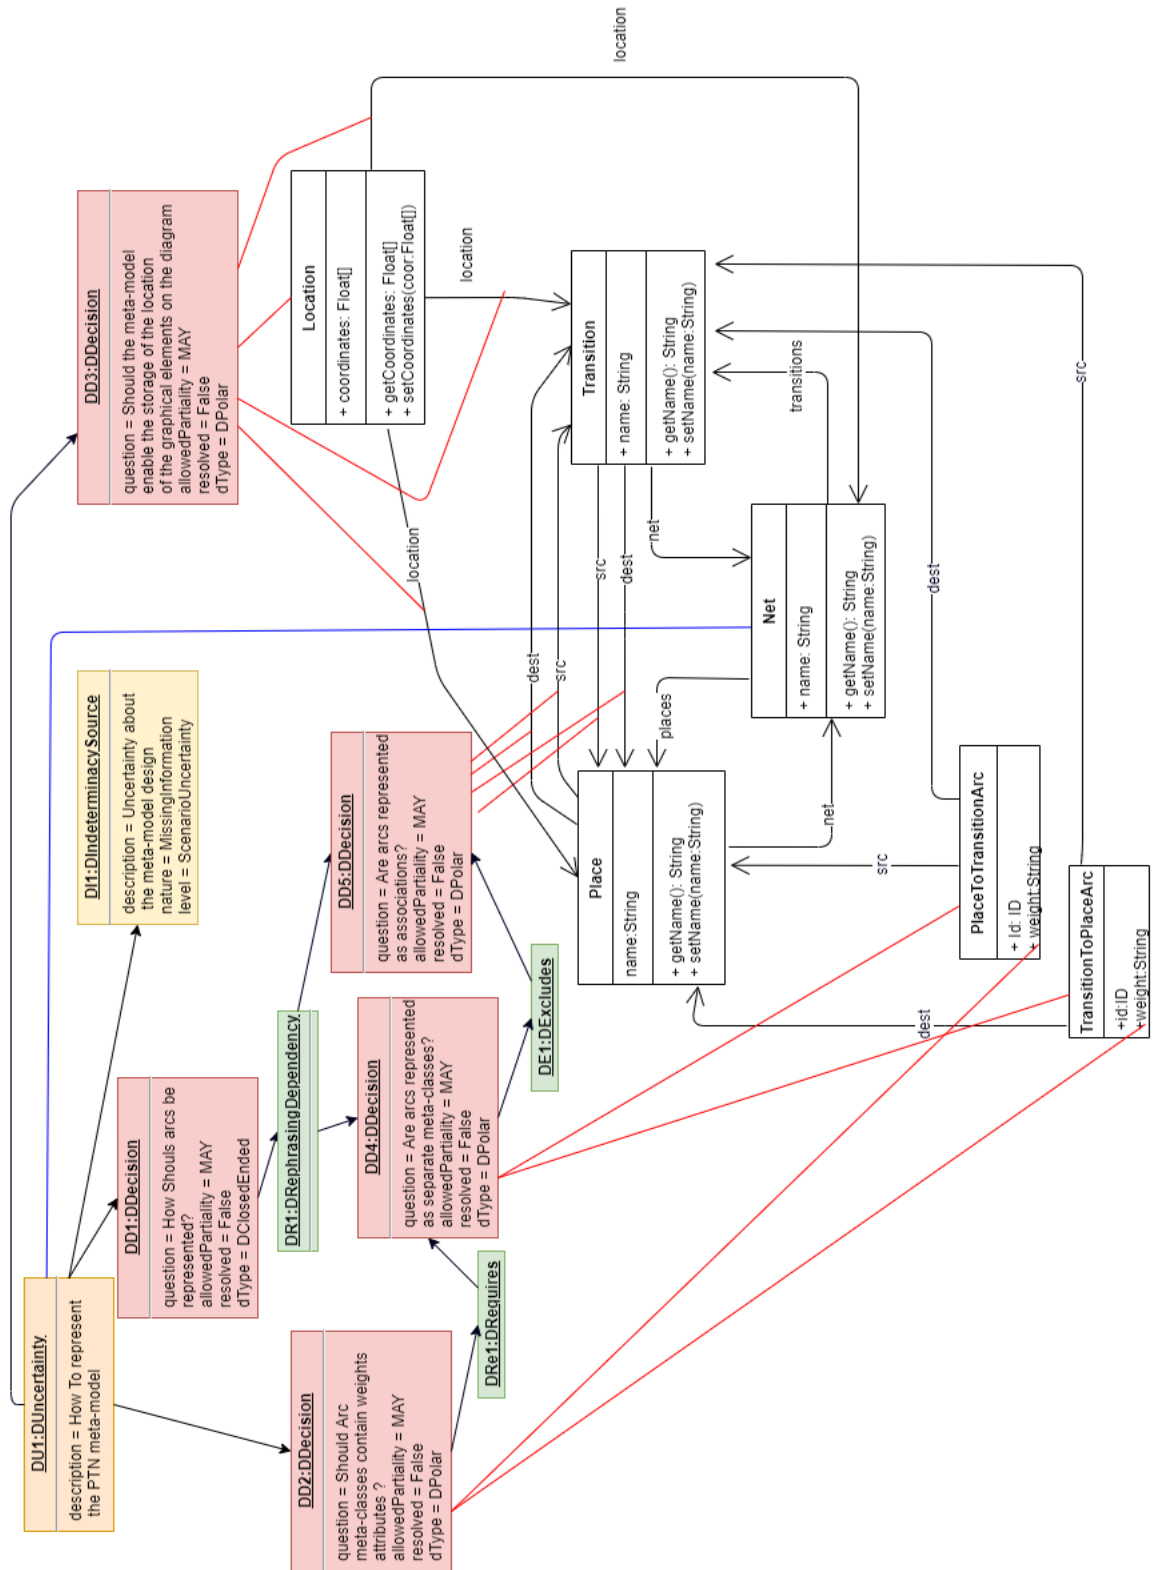 DU1:DUncertainty
description = How To represent
the PTN meta-model
DI1:DIndeterminacySource
description = Uncertainty about
the meta-model design
nature = MissingInformation
level = ScenarioUncertainty
DD3:DDecision
question = Should the meta-model
enable the storage of the location
of the graphical elements on the diagram
allowedPartiality = MAY
resolved = False
dType = DPolar
DD1:DDecision
question = How Shouls arcs be
represented?
allowedPartiality = MAY
resolved = False
dType = DClosedEnded
DR1:DRephrasingDependency
DD2:DDecision
question = Should Arc
meta-classes contain weights
attributes ?
allowedPartiality = MAY
resolved = False
dType = DPolar
DRe1:DRequires
DD4:DDecision
question = Are arcs represented
as separate meta-classes?
allowedPartiality = MAY
resolved = False
dType = DPolar
DE1:DExcludes
DD5:DDecision
question = Are arcs represented
as associations?
allowedPartiality = MAY
resolved = False
dType = DPolar
Location
+ coordinates: Float[]
+ getCoordinates: Float[]
+ setCoordinates(coor:Float[])
location
location
location
Place
name:String
+ getName(): String
+ setName(name:String)
dest
src
src
dest
Transition
+ name: String
+ getName(): String
+ setName(name:String)
net
places
net
transitions
Net
+ name: String
+ getName(): String
+ setName(name:String)
src
dest
PlaceToTransitionArc
+ Id: ID
+ weight:String
dest
src
TransitionToPlaceArc
+id:ID
+weight:String